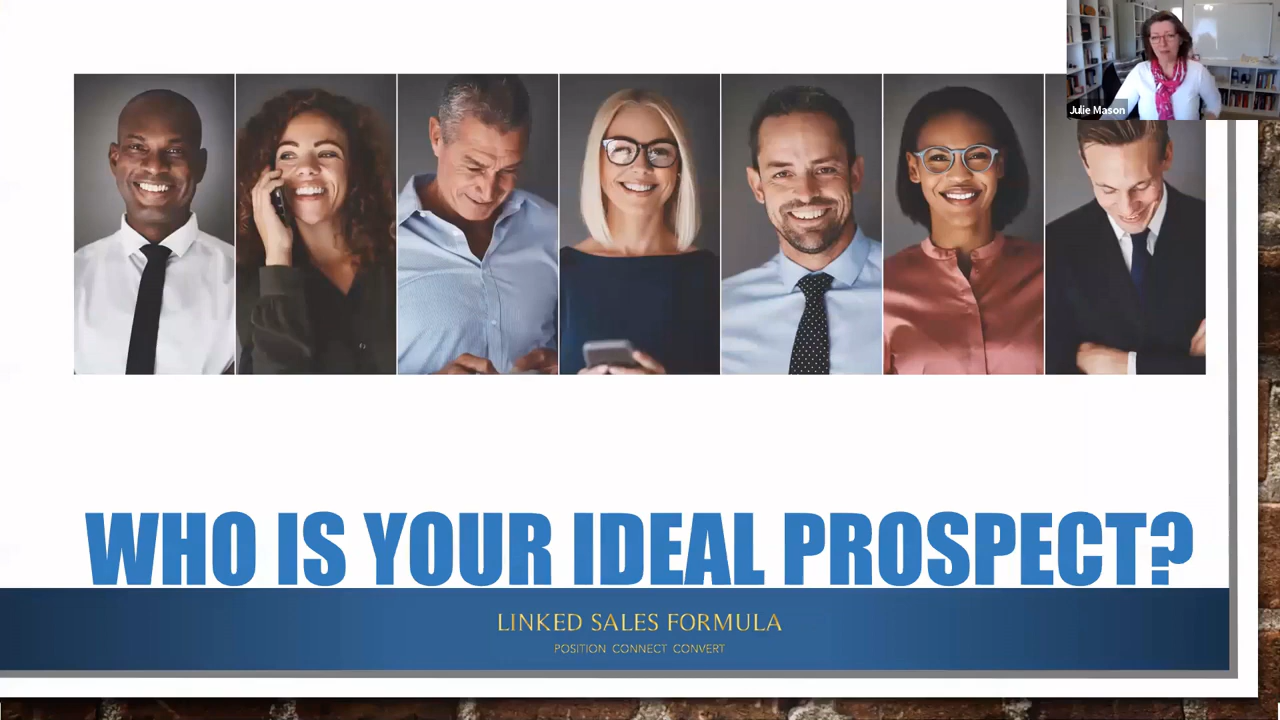 Julie Mason
WHO IS YOUR IDEAL PROSPECT?
LINKED SALES FORMULA
POSITION CONNECT CONVERT